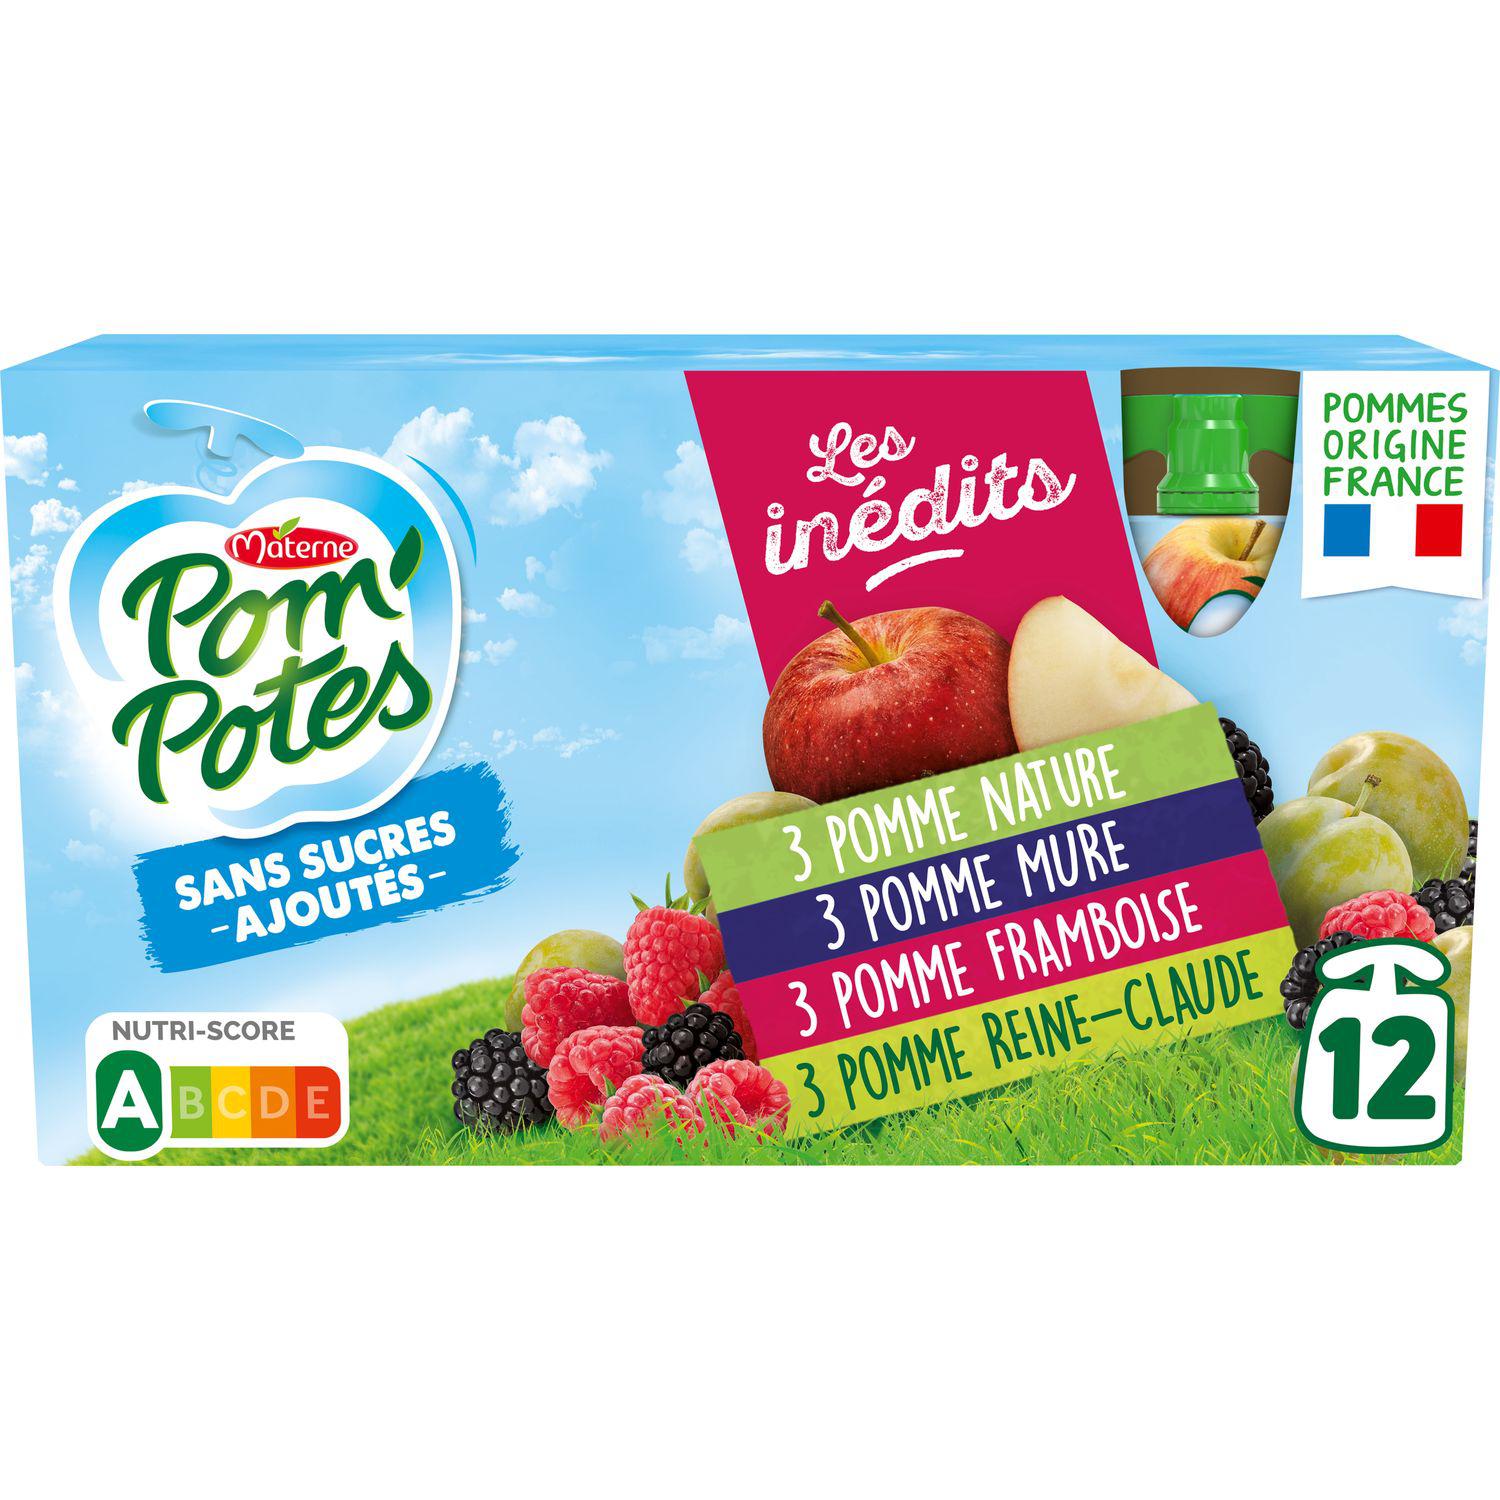 Materne
Pom'
Potes
SANS SUCRES
-AJOUTÉS-
Les
inédits
POMMES
ORIGINE
FRANCE
3 POMME NATURE
3 POMME MURE
3 POMME FRAMBOISE
3 POMME REINE-CLAUDE
NUTRI-SCORE
A B C D E
12